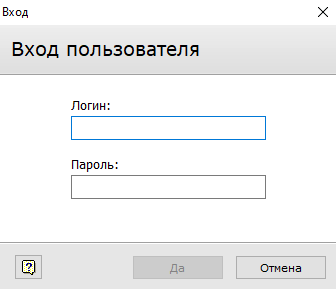 Вход
Вход пользователя
Логин:
Пароль:
Да
Отмена